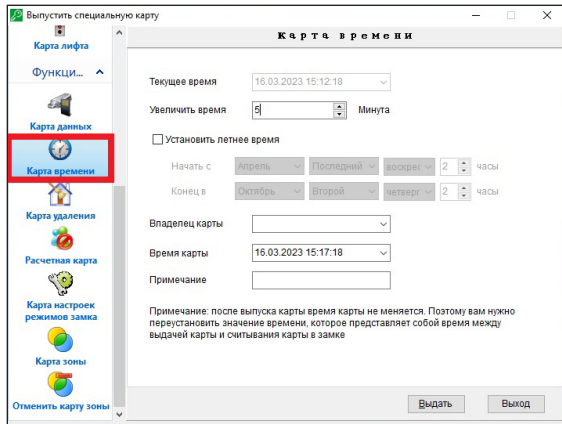 Выпустить специальную карту
Карта лифта
Функци...
Карта данных
Карта времени
Карта удаления
Расчетная карта
Карта настроек
режимов замка
Карта зоны
Отменить карту зоны
Карта времени
Текущее время 16.03.2023 15:12:18
Увеличить время 5 Минута
Установить летнее время
Начать с Апрель Последний воскрес 2 часы
Конец в Октябрь Второй четверг 2 часы
Владелец карты
Время карты 16.03.2023 15:17:18
Примечание
Примечание: после выпуска карты время карты не меняется. Поэтому вам нужно
переустановить значение времени, которое представляет собой время между
выдачей карты и считывания карты в замке
Выдать Выход